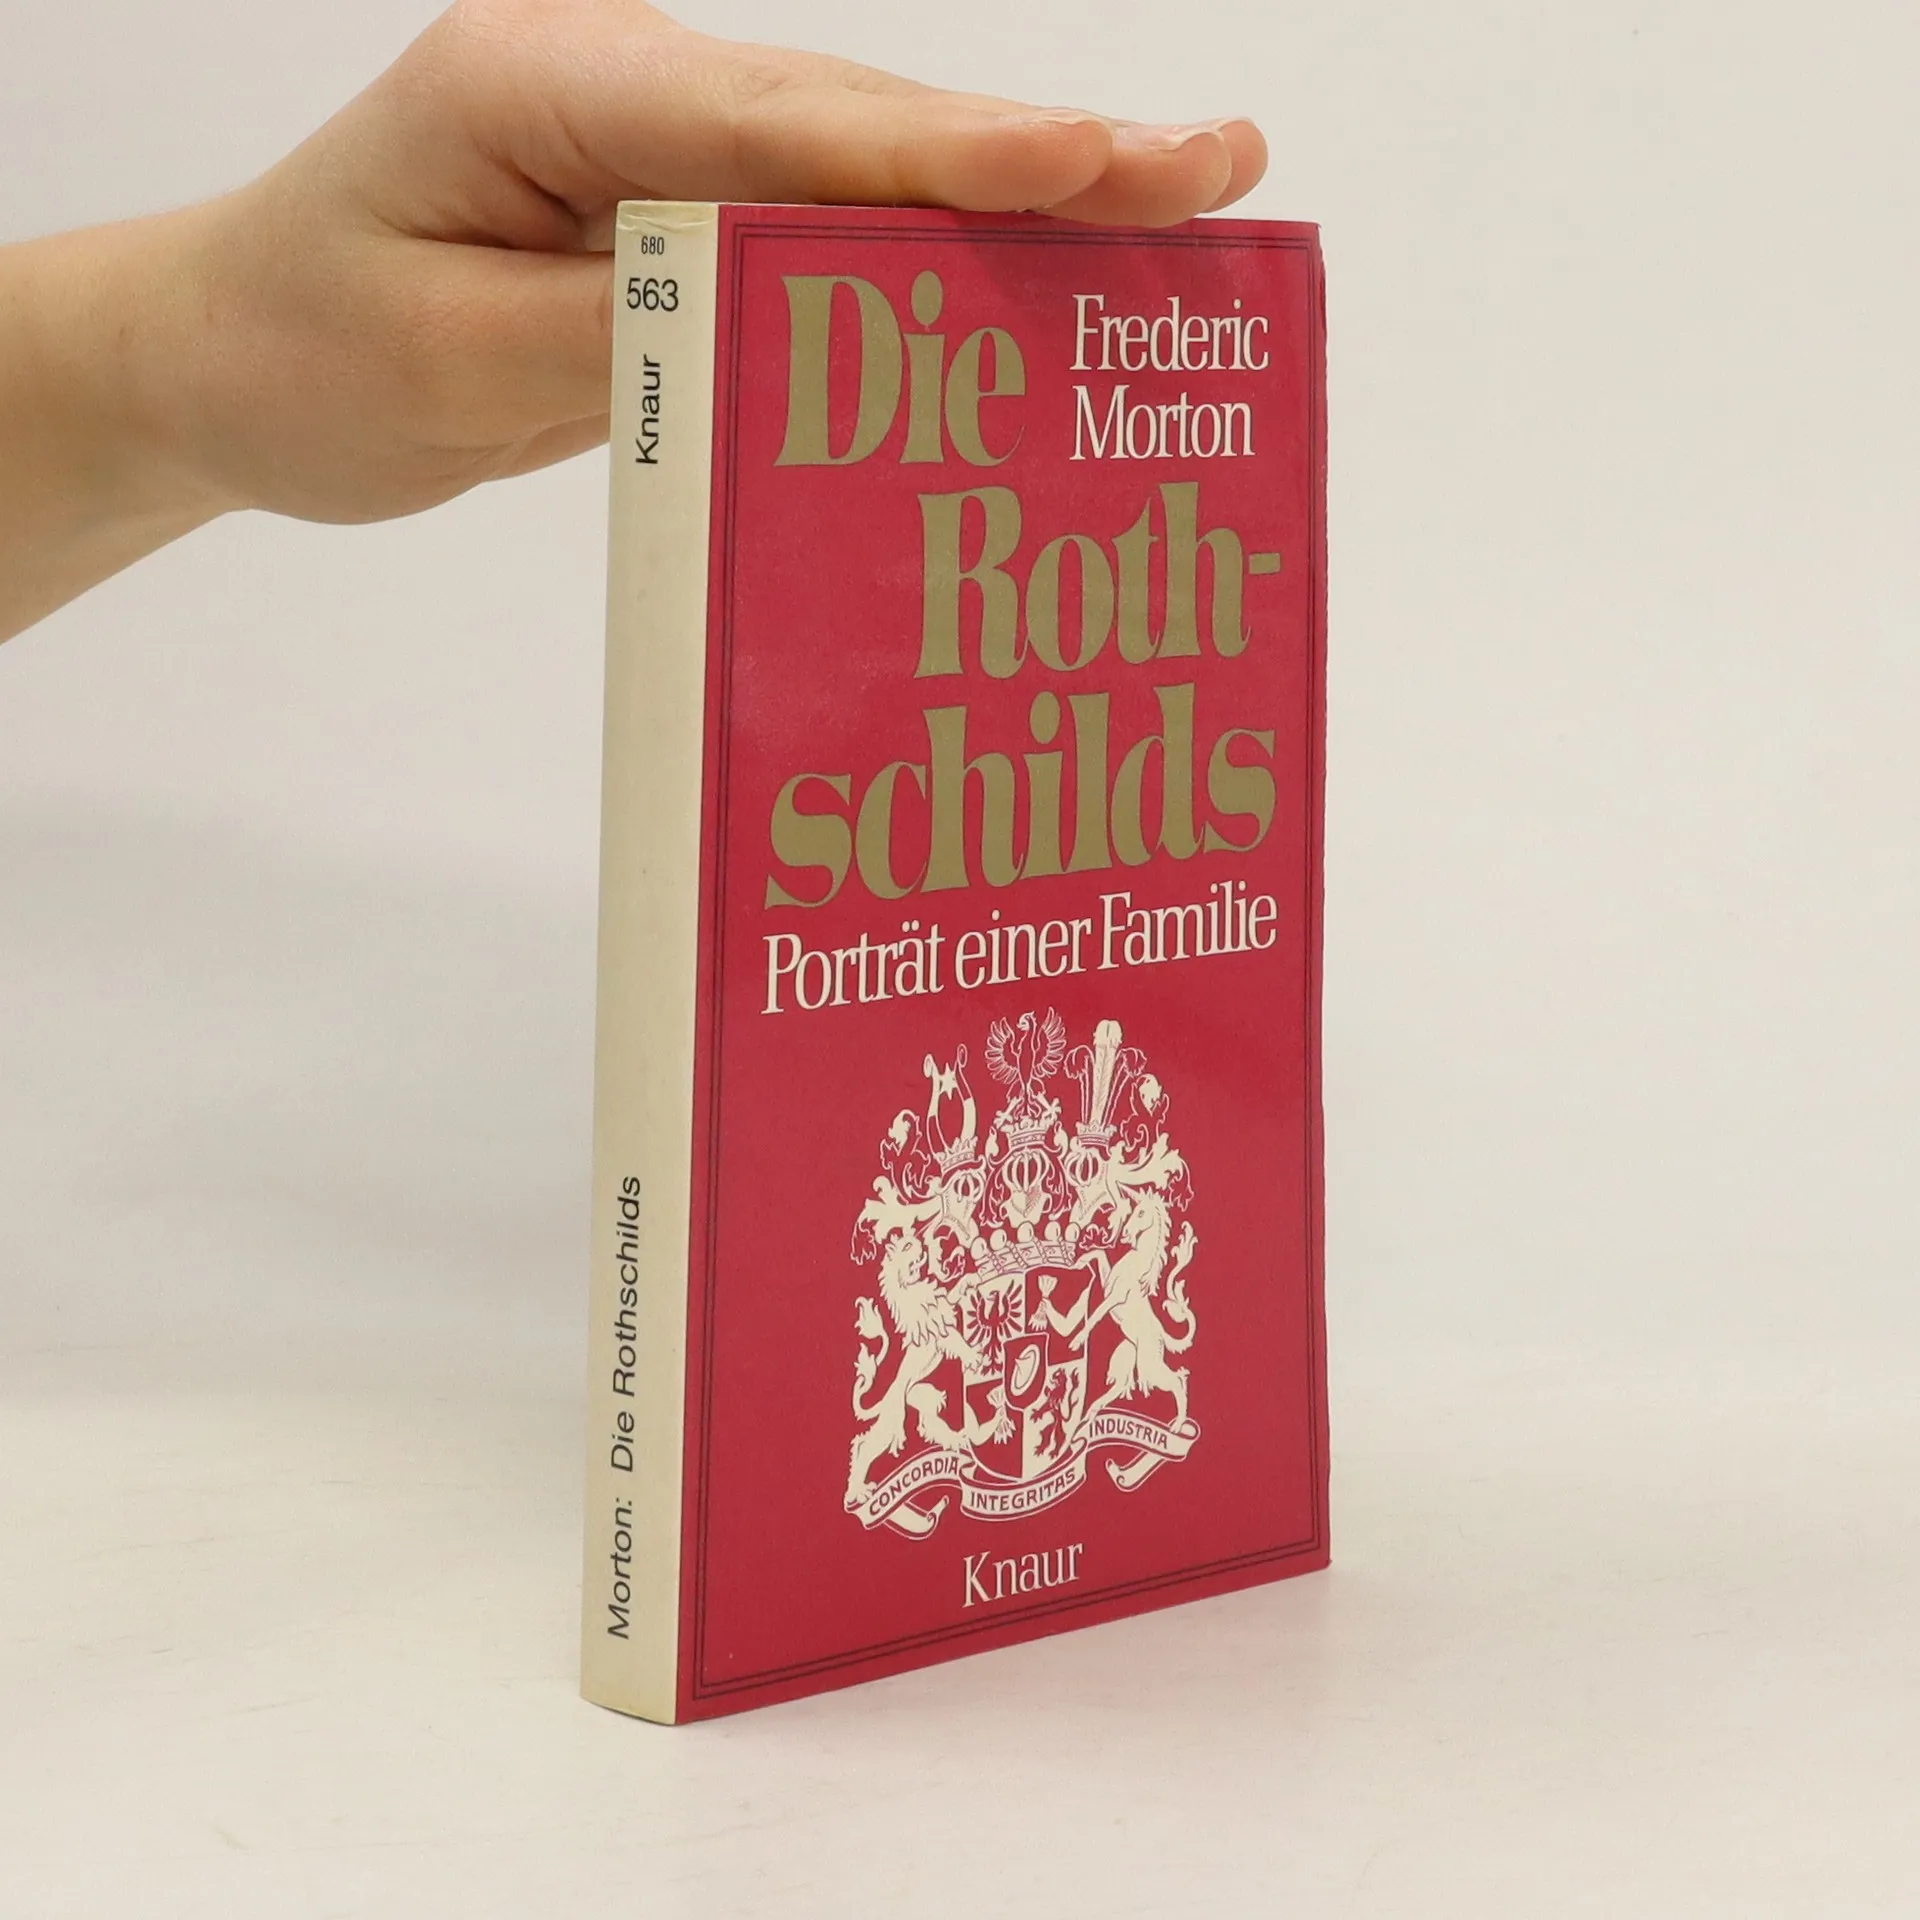 680
563
Knaur
Morton: Die Rothschilds
Die
Frederic
Morton
Roth-
schilds
Porträt einer Familie
CONCORDIA
INTEGRITAS
INDUSTRIA
Knaur